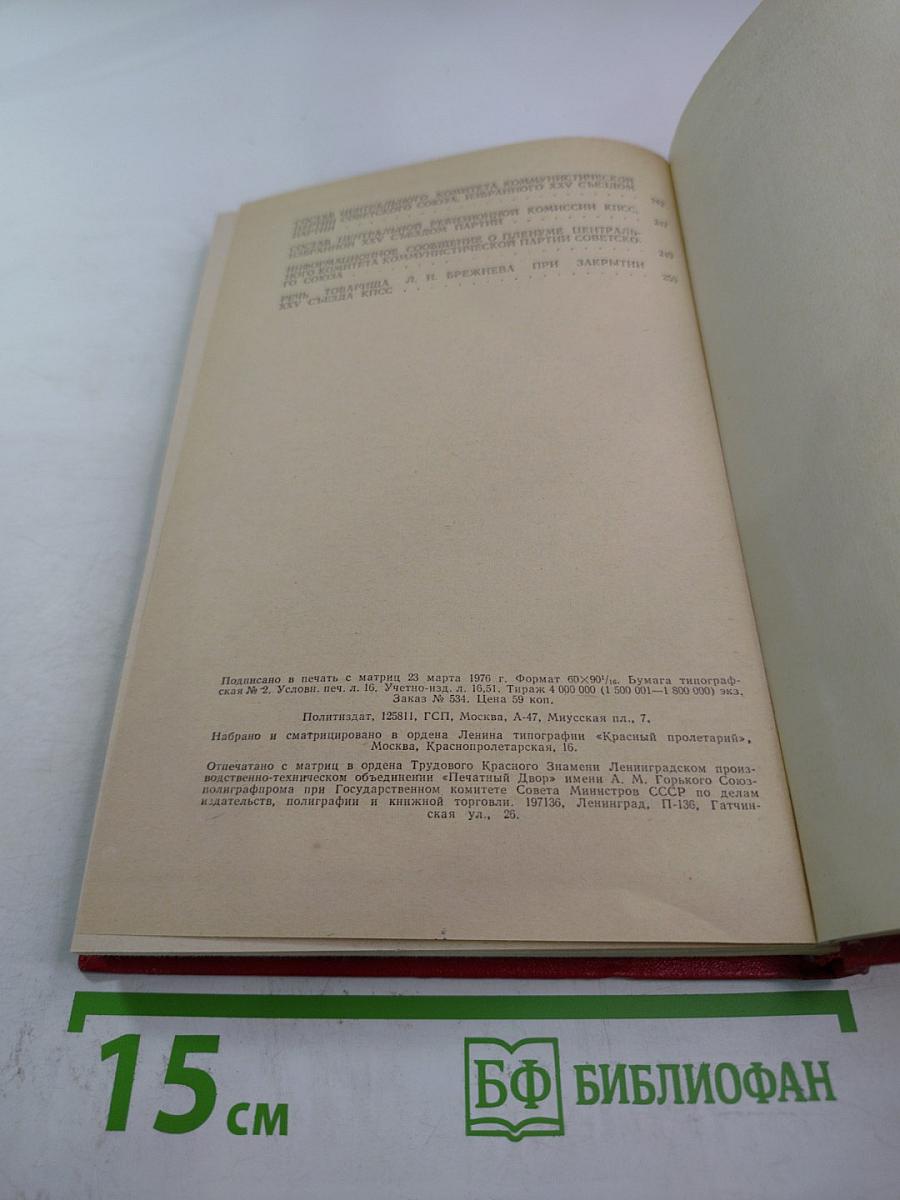 СОСТАВ ЦЕНТРАЛЬНОГО КОМИТЕТА КОММУНИСТИЧЕСКОЙ
ПАРТИИ СОВЕТСКОГО СОЮЗА, ИЗБРАННОГО XXV СЪЕЗДОМ
ПАРТИИ
СОСТАВ ЦЕНТРАЛЬНОЙ РЕВИЗИОННОЙ КОМИССИИ КПСС,
ИЗБРАННОЙ XXV СЪЕЗДОМ ПАРТИИ . . . 247
ИНФОРМАЦИОННОЕ СООБЩЕНИЕ О ПЛЕНУМЕ ЦЕНТРАЛЬ-
НОГО КОМИТЕТА КОММУНИСТИЧЕСКОЙ ПАРТИИ СОВЕТСКО-
ГО СОЮЗА . . . 249
РЕЧЬ ТОВАРИЩА Л. И. БРЕЖНЕВА ПРИ ЗАКРЫТИИ
XXV СЪЕЗДА КПСС
Подписано в печать с матриц 23 марта 1976 г. Формат 60×90¹/₁₆. Бумага типограф-
ская № 2. Условн. печ. л. 16. Учетно-изд. л. 16,51. Тираж 4 000 000 (1 500 001—1 800 000) экз.
Заказ № 534. Цена 59 коп.
Политиздат, 125811, ГСП, Москва, А-47, Миусская пл., 7.
Набрано и сматрицировано в ордена Ленина типографии «Красный пролетарий»,
Москва, Краснопролетарская, 16.
Отпечатано с матриц в ордена Трудового Красного Знамени Ленинградском произ-
водственно-техническом объединении «Печатный Двор» имени А. М. Горького Союз-
полиграфпрома при Государственном комитете Совета Министров СССР по делам
издательств, полиграфии и книжной торговли. 197136, Ленинград, П-136, Гатчин-
ская ул., 26.
15 см
БФ БИБЛИОФАН